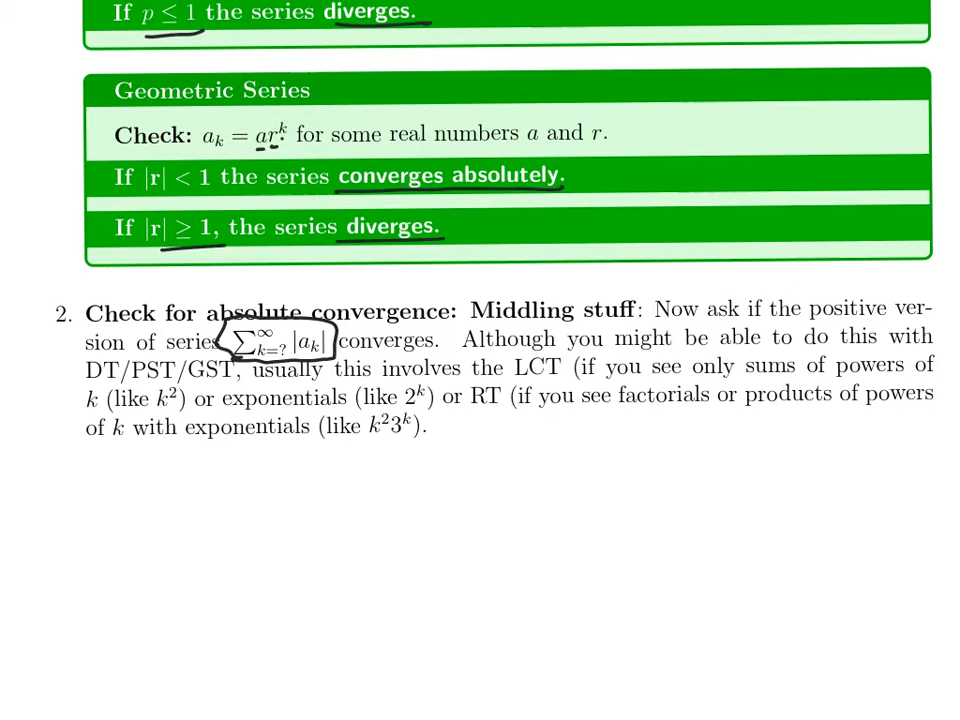 If p ≤ 1 the series diverges.
Geometric Series
Check: a_k = ar^k for some real numbers a and r.
If |r| < 1 the series converges absolutely.
If |r| ≥ 1, the series diverges.
2. Check for absolute convergence: Middling stuff: Now ask if the positive ver-
sion of series ∑_{k=?}^∞ |a_k| converges. Although you might be able to do this with
DT/PST/GST, usually this involves the LCT (if you see only sums of powers of
k (like k²) or exponentials (like 2^k) or RT (if you see factorials or products of powers
of k with exponentials (like k²3^k).